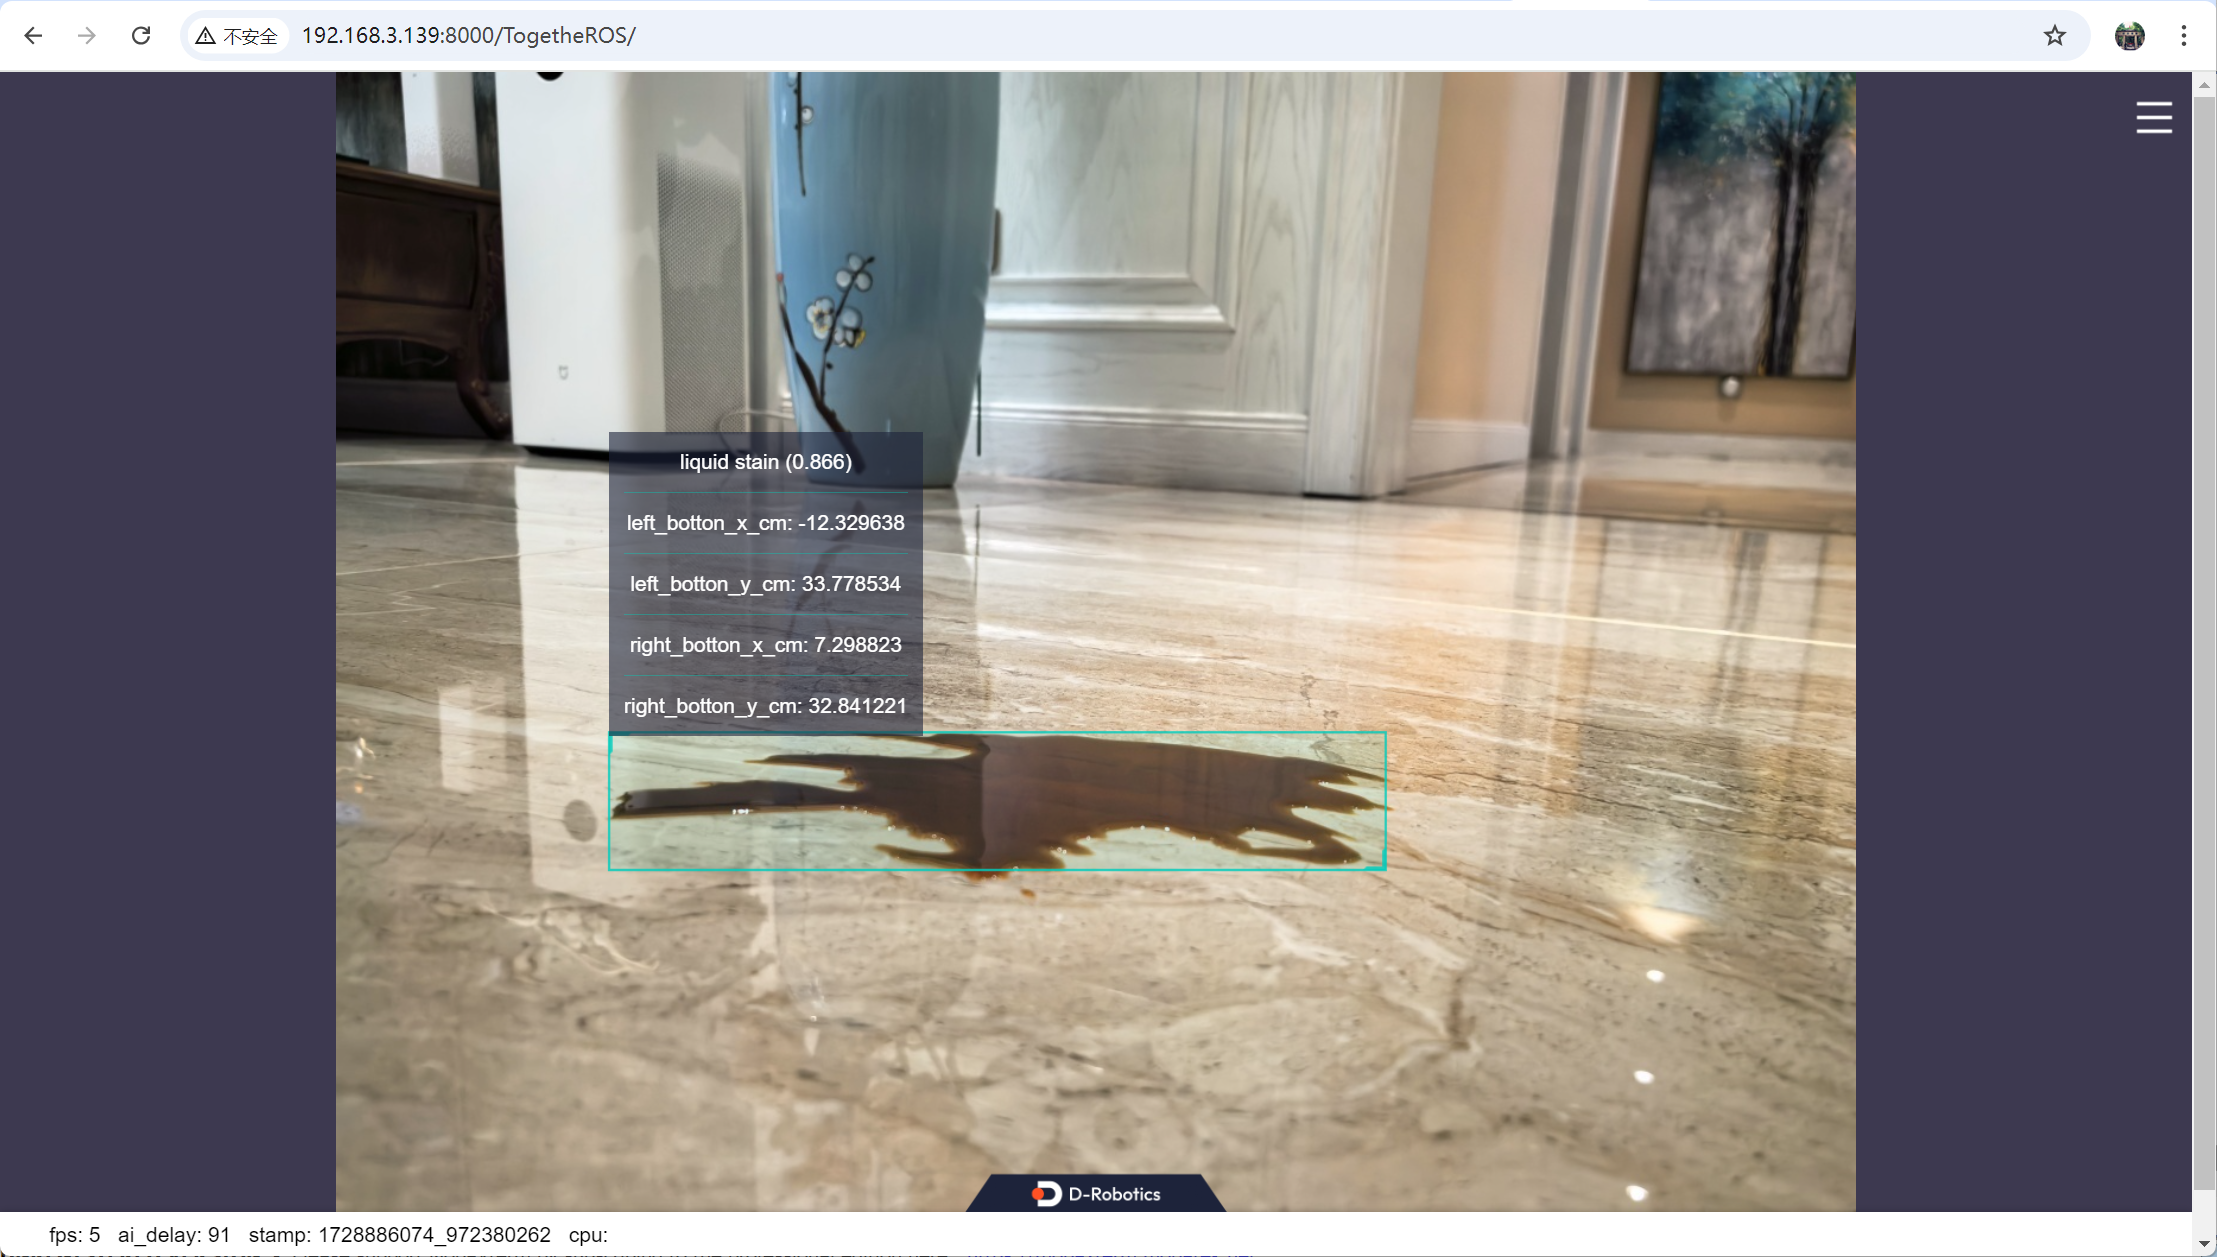 不安全
192.168.3.139:8000/TogetheROS/
liquid stain (0.866)
left_botton_x_cm: -12.329638
left_botton_y_cm: 33.778534
right_botton_x_cm: 7.298823
right_botton_y_cm: 32.841221
D-Robotics
fps: 5 ai_delay: 91 stamp: 1728886074_972380262 cpu: